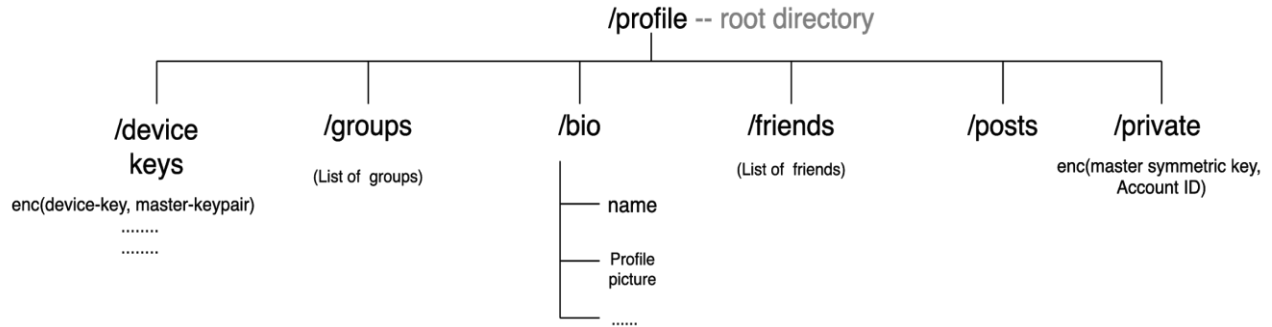 /profile -- root directory
/device
keys
enc(device-key, master-keypair)
........
........
/groups
(List of groups)
/bio
name
Profile
picture
......
/friends
(List of friends)
/posts
/private
enc(master symmetric key,
Account ID)